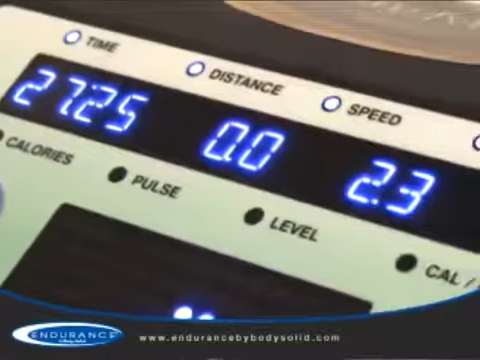 TIME DISTANCE SPEED
27:25 0.0 2.3
CALORIES PULSE LEVEL CAL /
ENDURANCE
www.endurancebybodysolid.com